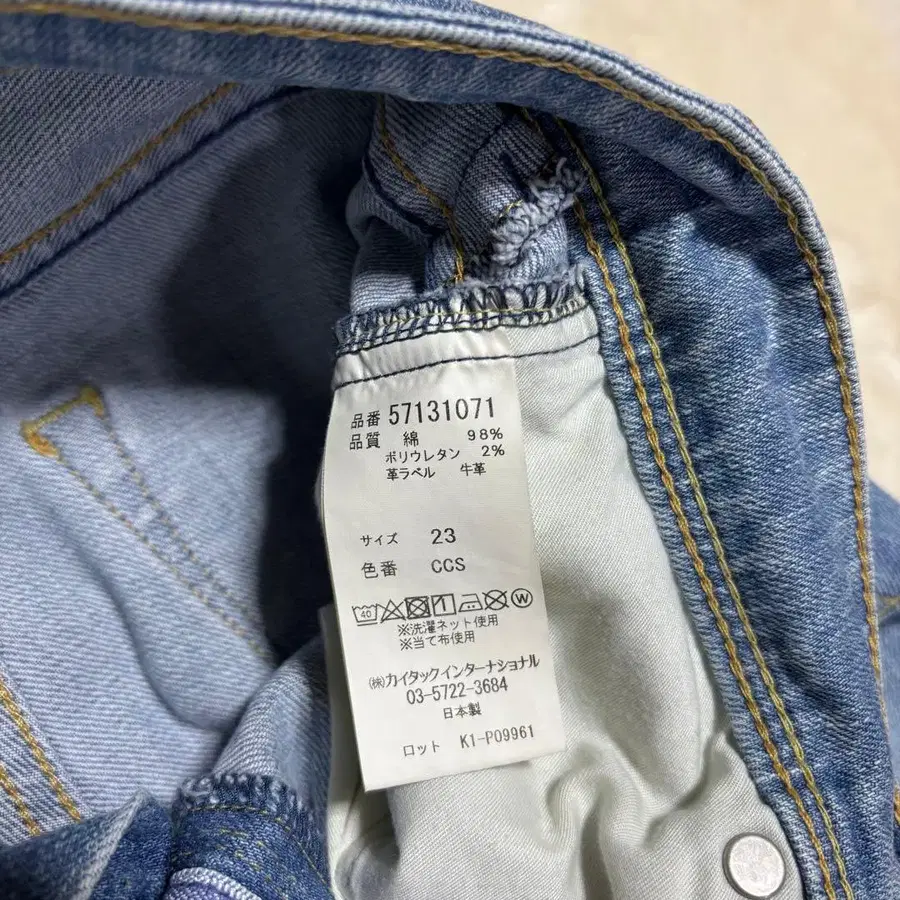 品番 57131071
品質 綿 98%
ポリウレタン 2%
革ラベル 牛革
サイズ 23
色番 CCS
40 W
※洗濯ネット使用
※当て布使用
㈱カイタックインターナショナル
03-5722-3684
日本製
ロット K1-P09961